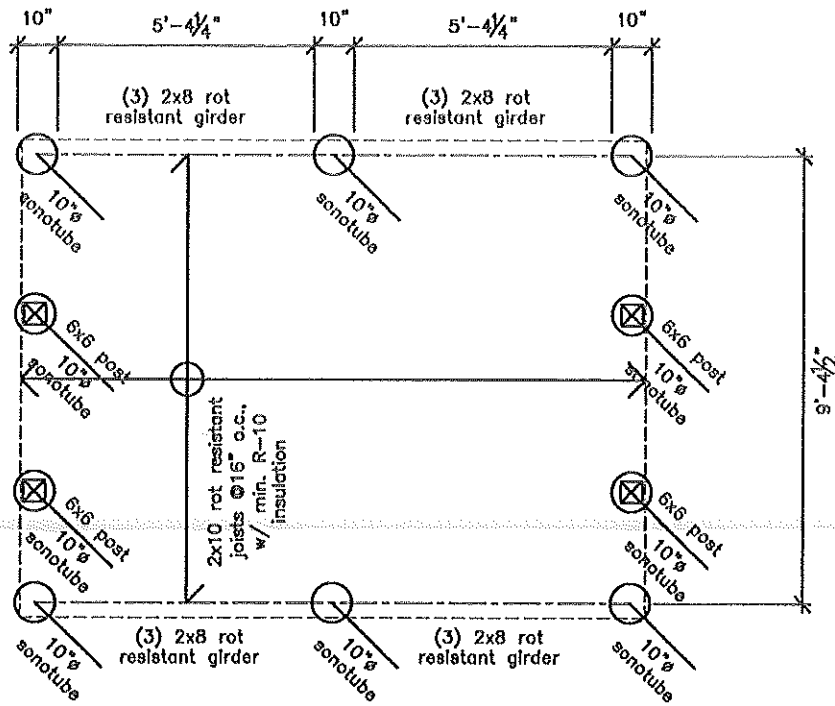 10" 5'-4¼" 10" 5'-4¼" 10"
(3) 2x8 rot
resistant girder
(3) 2x8 rot
resistant girder
10"ø
sonotube
10"ø
sonotube
10"ø
sonotube
6x6 post
10"ø
sonotube
6x6 post
10"ø
sonotube
9'-4½"
2x10 rot resistant
joists @16" o.c.,
w/ min. R-10
insulation
6x6 post
10"ø
sonotube
6x6 post
10"ø
sonotube
(3) 2x8 rot
resistant girder
(3) 2x8 rot
resistant girder
10"ø
sonotube
10"ø
sonotube
10"ø
sonotube